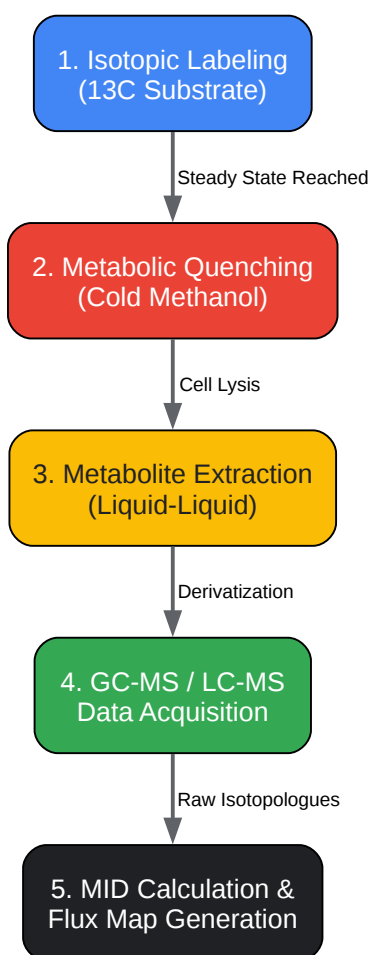 1. Isotopic Labeling
(13C Substrate)
Steady State Reached
2. Metabolic Quenching
(Cold Methanol)
Cell Lysis
3. Metabolite Extraction
(Liquid-Liquid)
Derivatization
4. GC-MS / LC-MS
Data Acquisition
Raw Isotopologues
5. MID Calculation &
Flux Map Generation